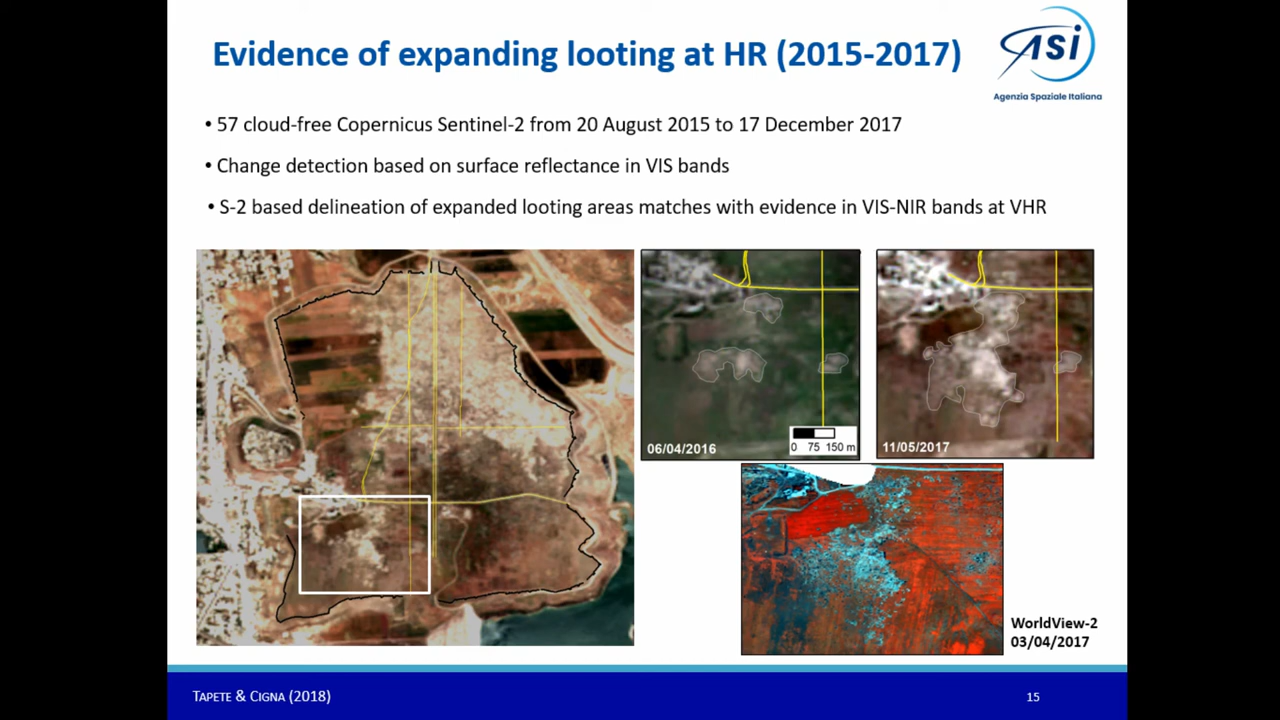 Evidence of expanding looting at HR (2015-2017)
ASi
Agenzia Spaziale Italiana
• 57 cloud-free Copernicus Sentinel-2 from 20 August 2015 to 17 December 2017
• Change detection based on surface reflectance in VIS bands
• S-2 based delineation of expanded looting areas matches with evidence in VIS-NIR bands at VHR
06/04/2016
0 75 150 m
11/05/2017
WorldView-2
03/04/2017
TAPETE & CIGNA (2018)
15